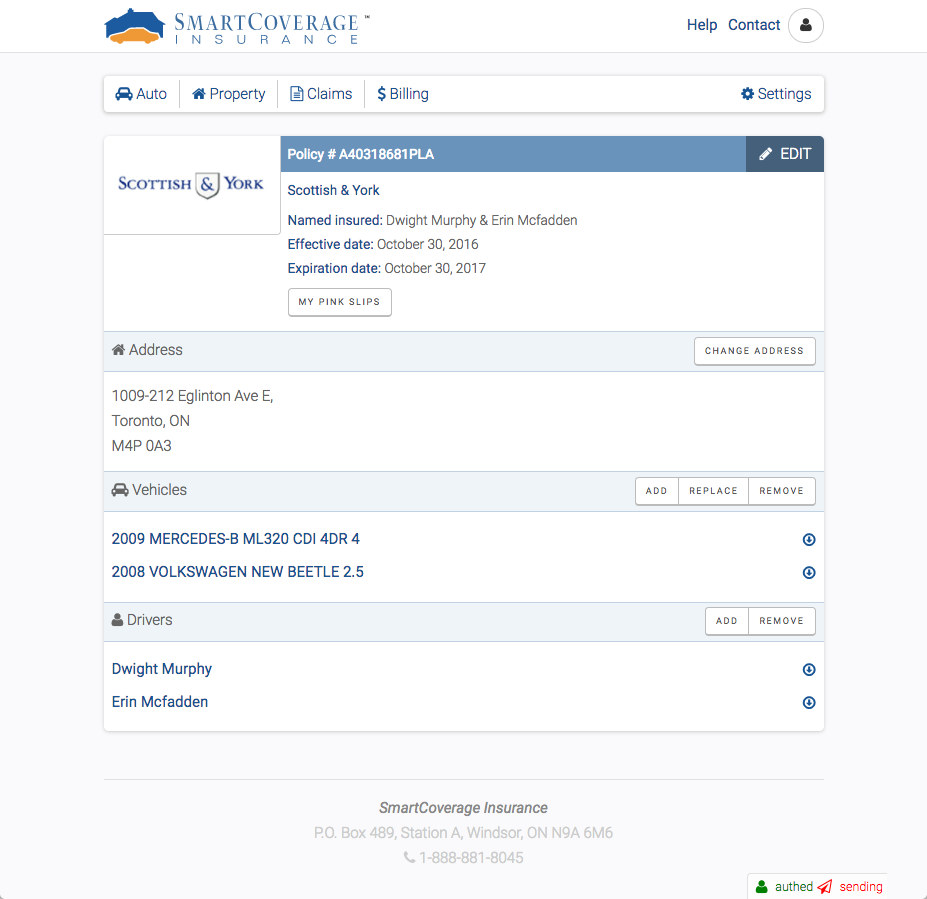 SMARTCOVERAGE ™
INSURANCE
Help Contact
Auto Property Claims $ Billing Settings
SCOTTISH & YORK
Policy # A40318681PLA EDIT
Scottish & York
Named insured: Dwight Murphy & Erin Mcfadden
Effective date: October 30, 2016
Expiration date: October 30, 2017
MY PINK SLIPS
Address CHANGE ADDRESS
1009-212 Eglinton Ave E,
Toronto, ON
M4P 0A3
Vehicles ADD REPLACE REMOVE
2009 MERCEDES-B ML320 CDI 4DR 4
2008 VOLKSWAGEN NEW BEETLE 2.5
Drivers ADD REMOVE
Dwight Murphy
Erin Mcfadden
SmartCoverage Insurance
P.O. Box 489, Station A, Windsor, ON N9A 6M6
1-888-881-8045
authed sending